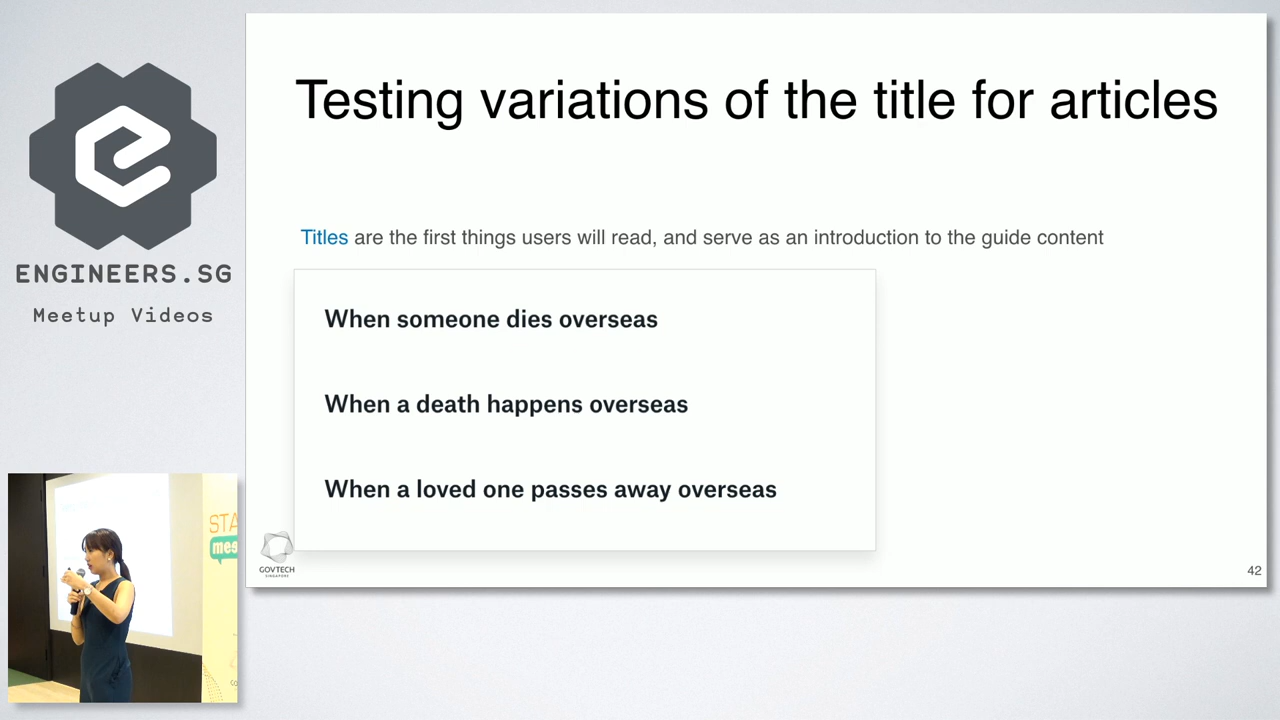 ENGINEERS.SG
Meetup Videos
Testing variations of the title for articles
Titles are the first things users will read, and serve as an introduction to the guide content
When someone dies overseas
When a death happens overseas
When a loved one passes away overseas
GOVTECH
SINGAPORE
42
STA
mee